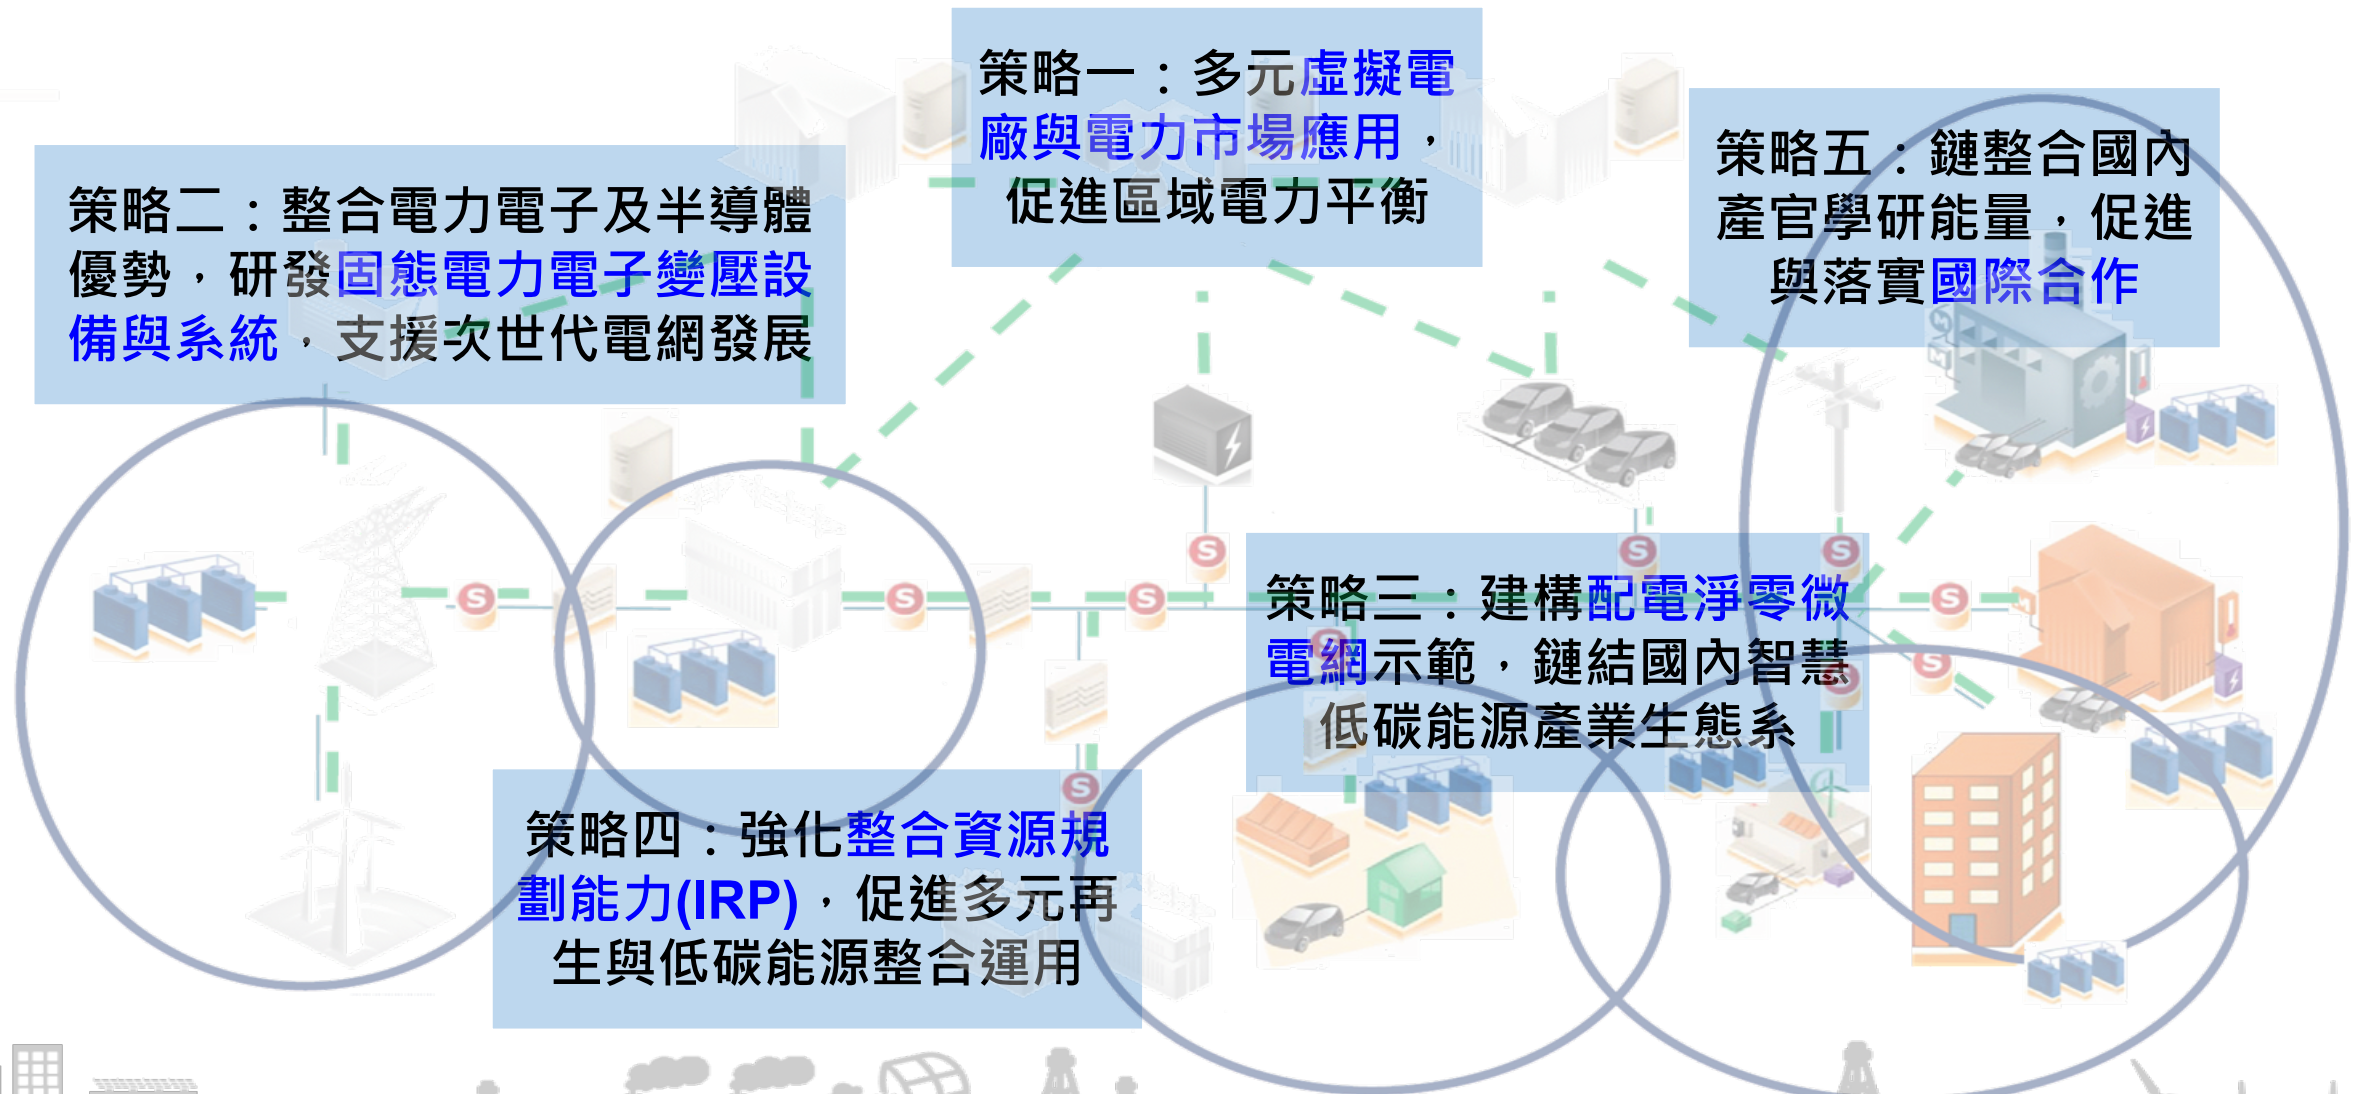 策略一：多元虛擬電
廠與電力市場應用，
促進區域電力平衡
策略二：整合電力電子及半導體
優勢，研發固態電力電子變壓設
備與系統，支援次世代電網發展
策略五：鏈整合國內
產官學研能量，促進
與落實國際合作
策略三：建構配電淨零微
電網示範，鏈結國內智慧
低碳能源產業生態系
策略四：強化整合資源規
劃能力(IRP)，促進多元再
生與低碳能源整合運用
S
S
S
S
S
S
S
S
S
S
S